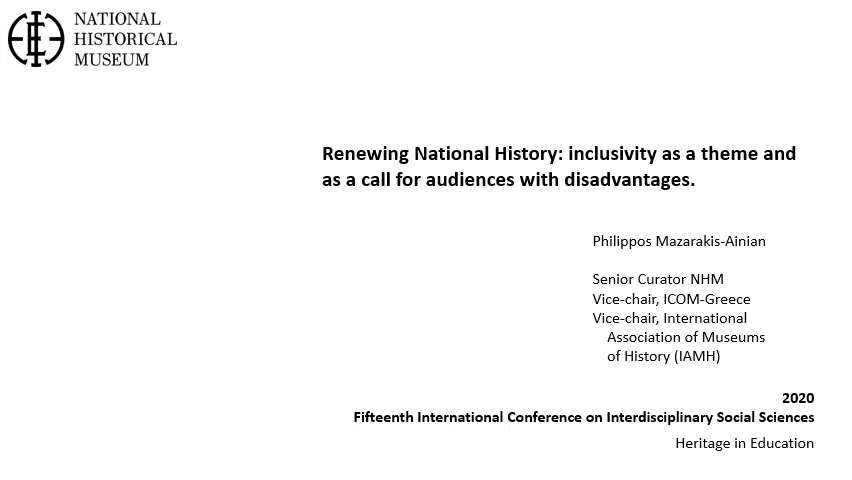 NATIONAL
HISTORICAL
MUSEUM
Renewing National History: inclusivity as a theme and
as a call for audiences with disadvantages.
Philippos Mazarakis-Ainian
Senior Curator NHM
Vice-chair, ICOM-Greece
Vice-chair, International
Association of Museums
of History (IAMH)
2020
Fifteenth International Conference on Interdisciplinary Social Sciences
Heritage in Education